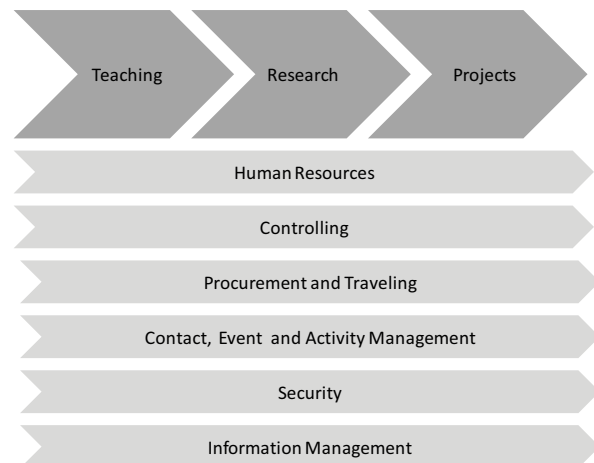 Teaching
Research
Projects
Human Resources
Controlling
Procurement and Traveling
Contact, Event and Activity Management
Security
Information Management